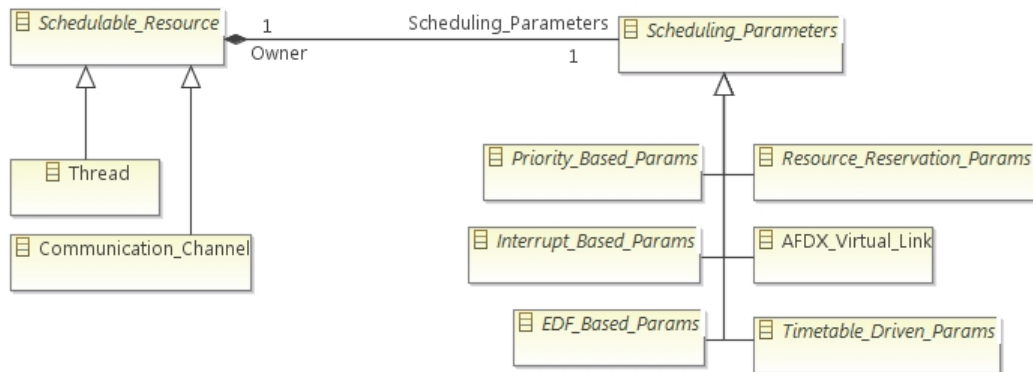 Schedulable_Resource
1
Scheduling_Parameters
Scheduling_Parameters
Owner
1
Priority_Based_Params
Resource_Reservation_Params
Thread
Interrupt_Based_Params
AFDX_Virtual_Link
Communication_Channel
EDF_Based_Params
Timetable_Driven_Params